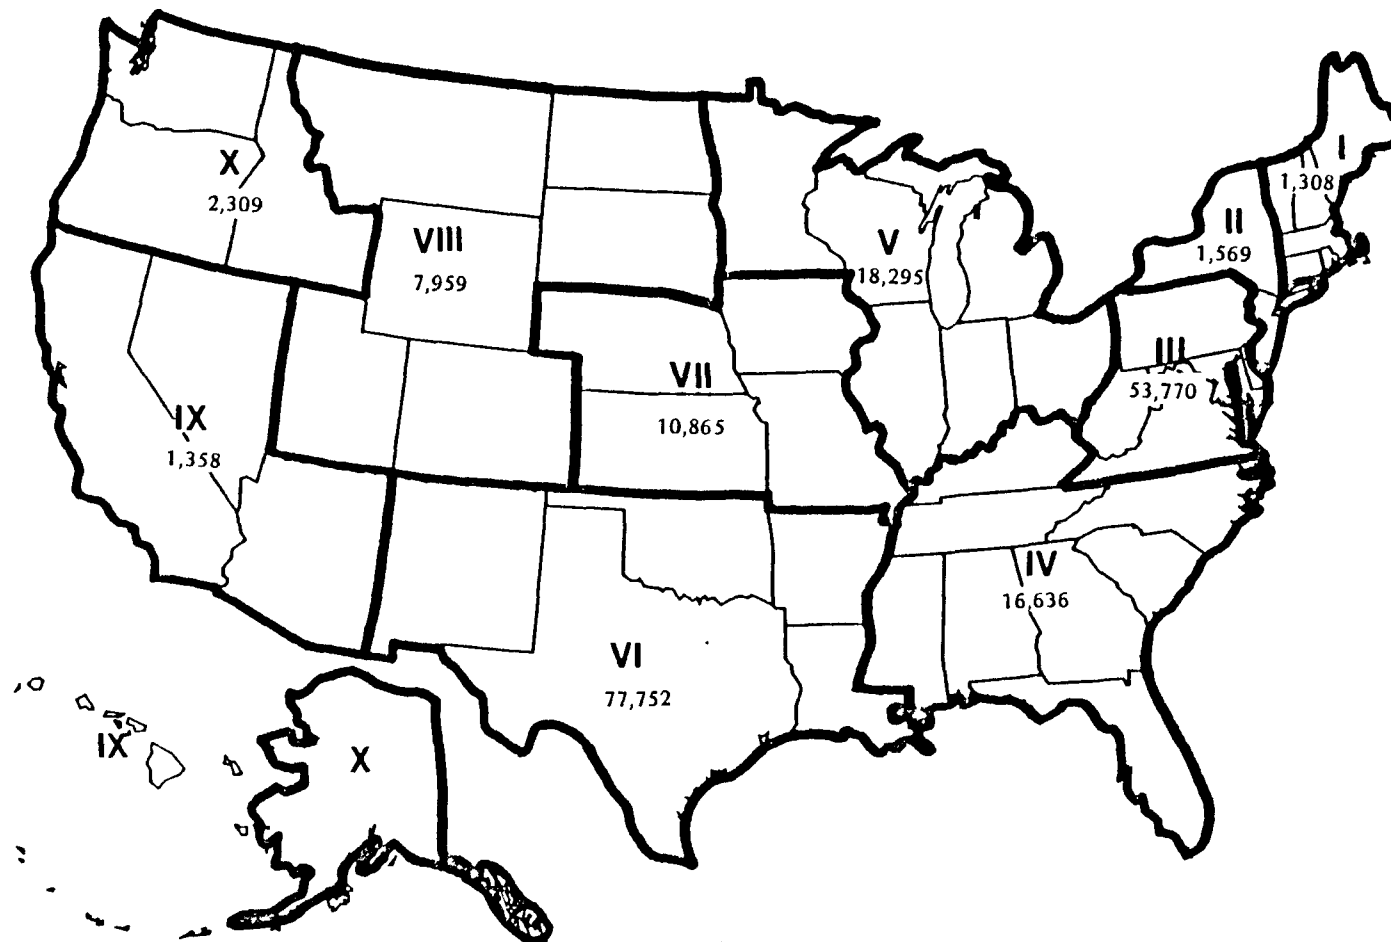 I
1,308
X
2,309
II
1,569
VIII
7,959
V
18,295
III
53,770
VII
10,865
IX
1,358
IV
16,636
VI
77,752
IX
X